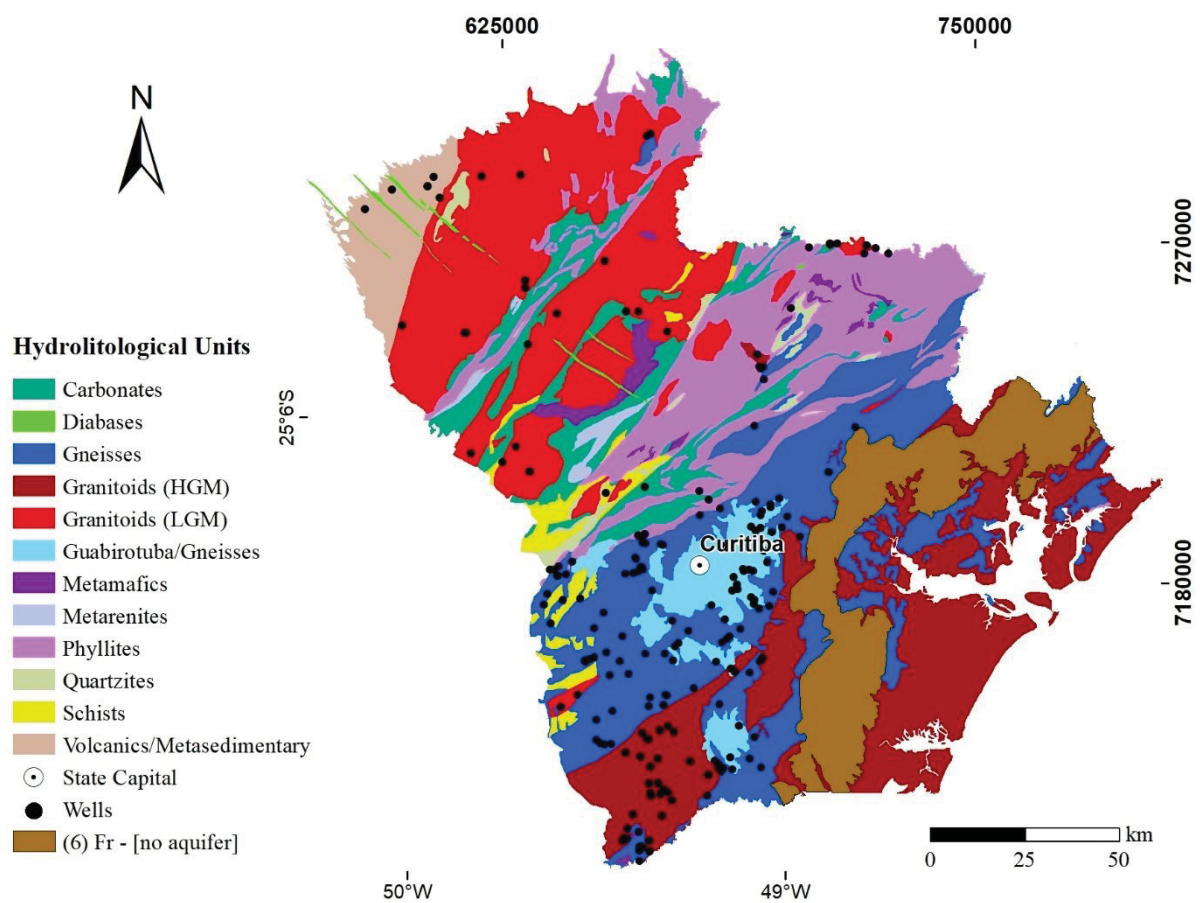 625000
750000
N
7270000
Hydrolitological Units
Carbonates
Diabases
Gneisses
Granitoids (HGM)
Granitoids (LGM)
Guabirotuba/Gneisses
Metamafics
Metarenites
Phyllites
Quartzites
Schists
Volcanics/Metasedimentary
State Capital
Wells
(6) Fr - [no aquifer]
25°6'S
Curitiba
7180000
km
0 25 50
50°W
49°W